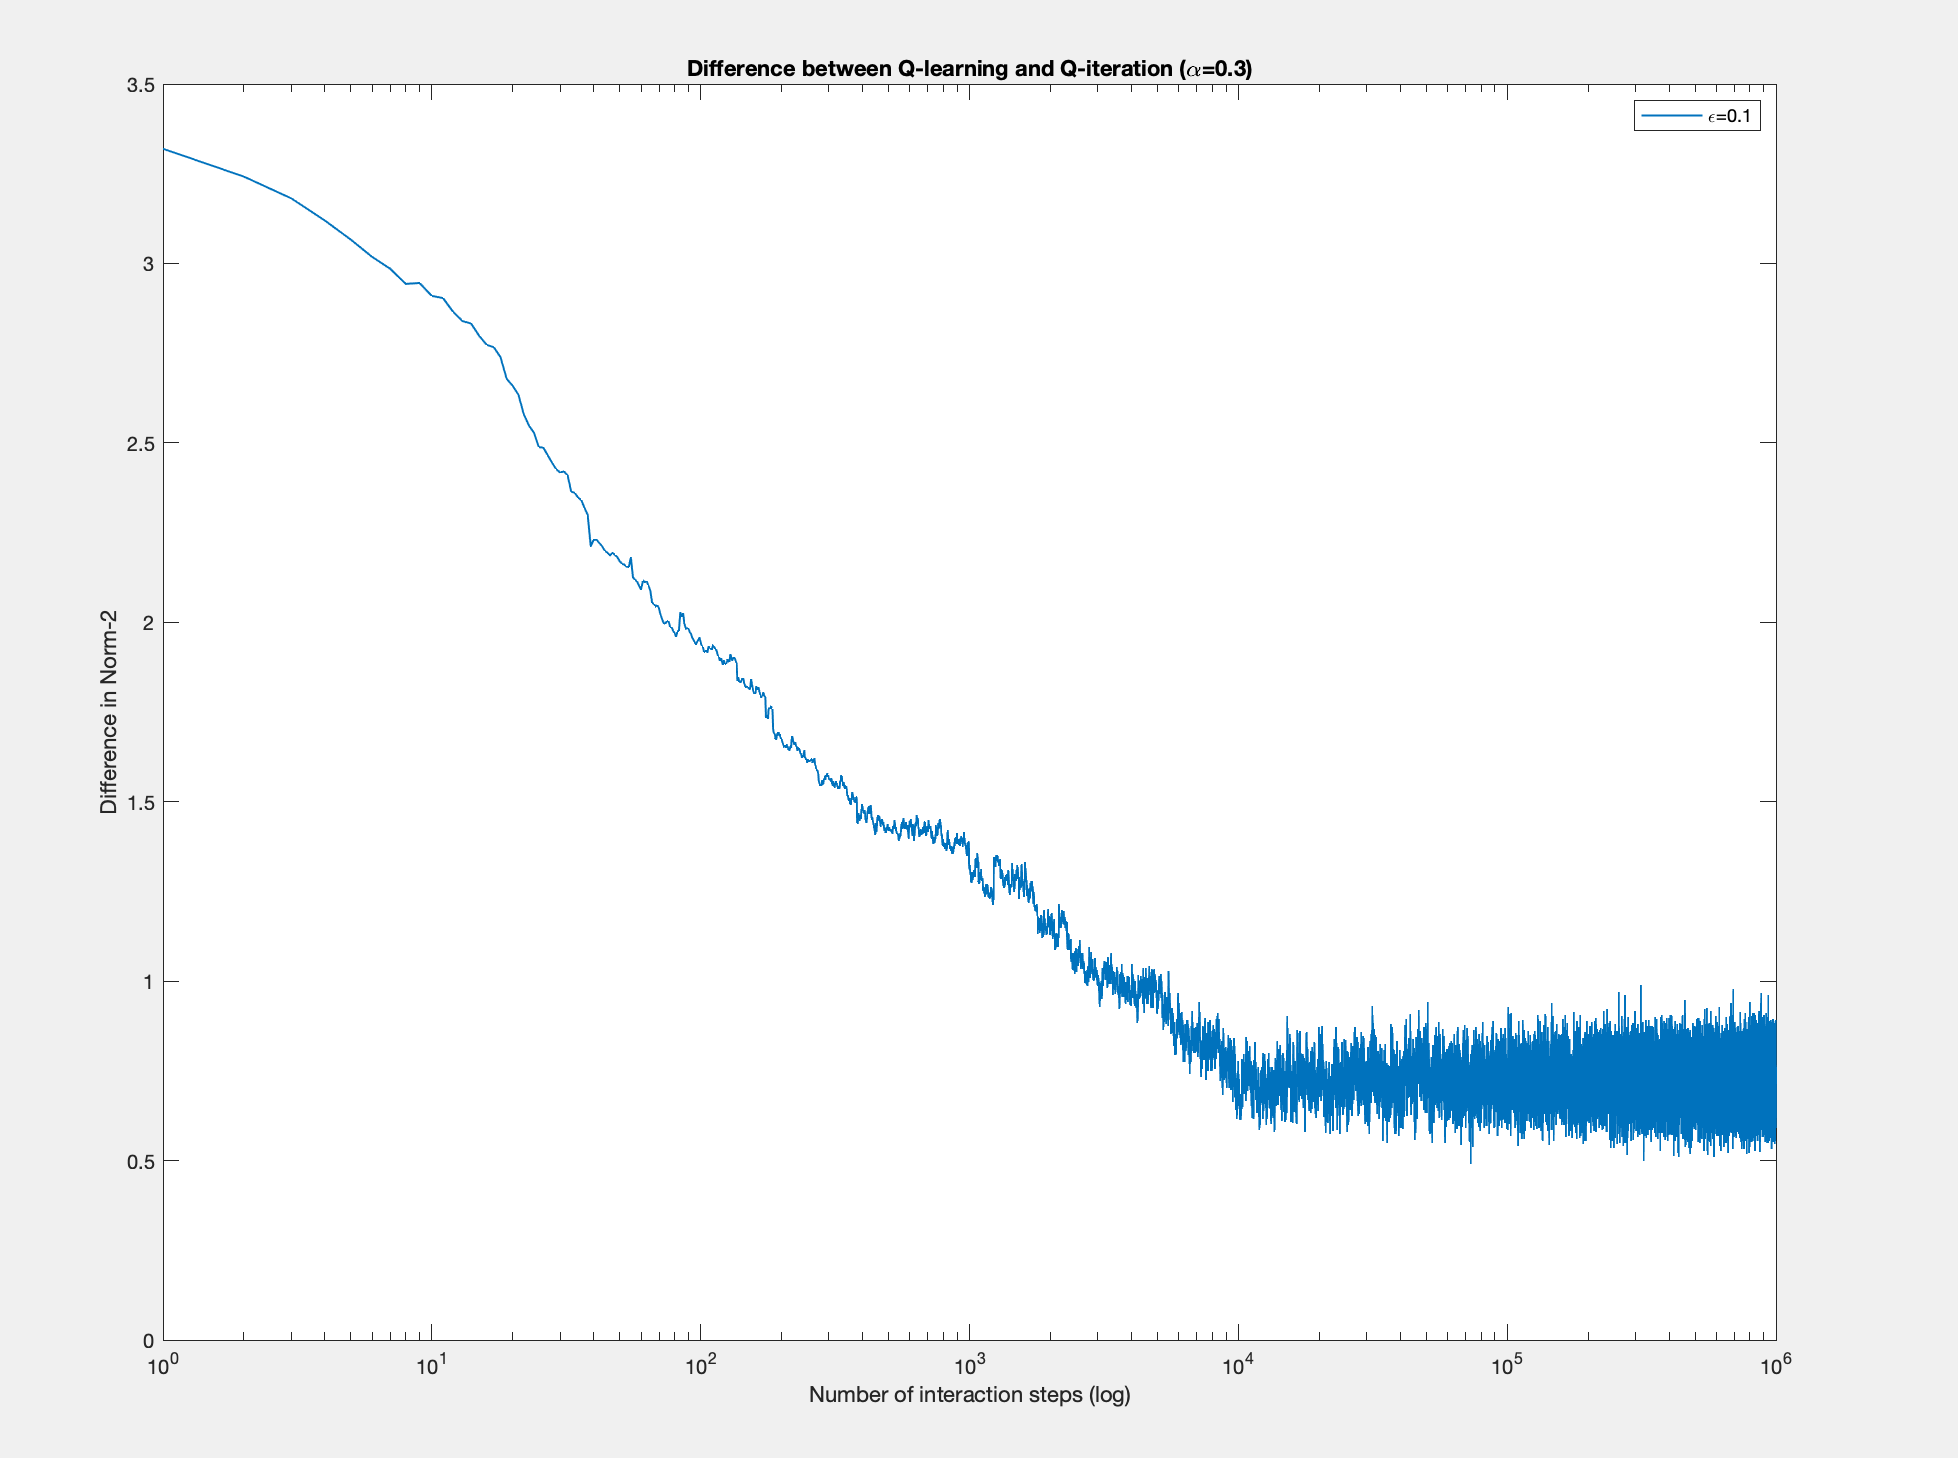 Difference between Q-learning and Q-iteration (α=0.3)
ϵ=0.1
3.5
3
2.5
2
1.5
1
0.5
0
Difference in Norm-2
10^0 10^1 10^2 10^3 10^4 10^5 10^6
Number of interaction steps (log)